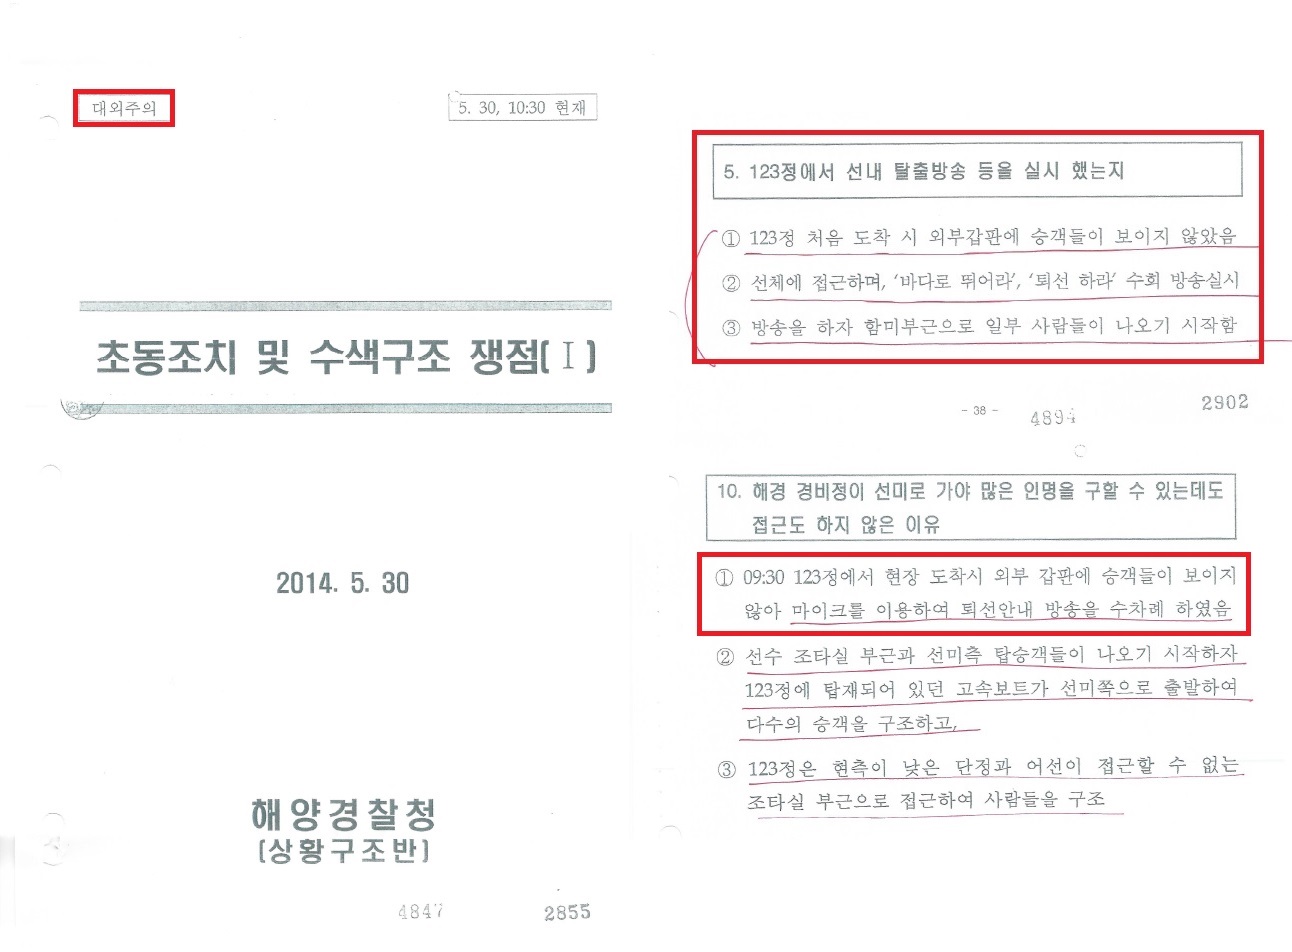 대외주의
5. 30, 10:30 현재
초동조치 및 수색구조 쟁점(Ⅰ)
2014. 5. 30
해양경찰청
(상황구조반)
4847
2855
5. 123정에서 선내 탈출방송 등을 실시 했는지
① 123정 처음 도착 시 외부갑판에 승객들이 보이지 않았음
② 선체에 접근하며, ‘바다로 뛰어라’, ‘퇴선 하라’ 수회 방송실시
③ 방송을 하자 함미부근으로 일부 사람들이 나오기 시작함
- 38 -
4894
2902
10. 해경 경비정이 선미로 가야 많은 인명을 구할 수 있는데도
접근도 하지 않은 이유
① 09:30 123정에서 현장 도착시 외부 갑판에 승객들이 보이지
않아 마이크를 이용하여 퇴선안내 방송을 수차례 하였음
② 선수 조타실 부근과 선미측 탑승객들이 나오기 시작하자
123정에 탑재되어 있던 고속보트가 선미쪽으로 출발하여
다수의 승객을 구조하고,
③ 123정은 현측이 낮은 단정과 어선이 접근할 수 없는
조타실 부근으로 접근하여 사람들을 구조